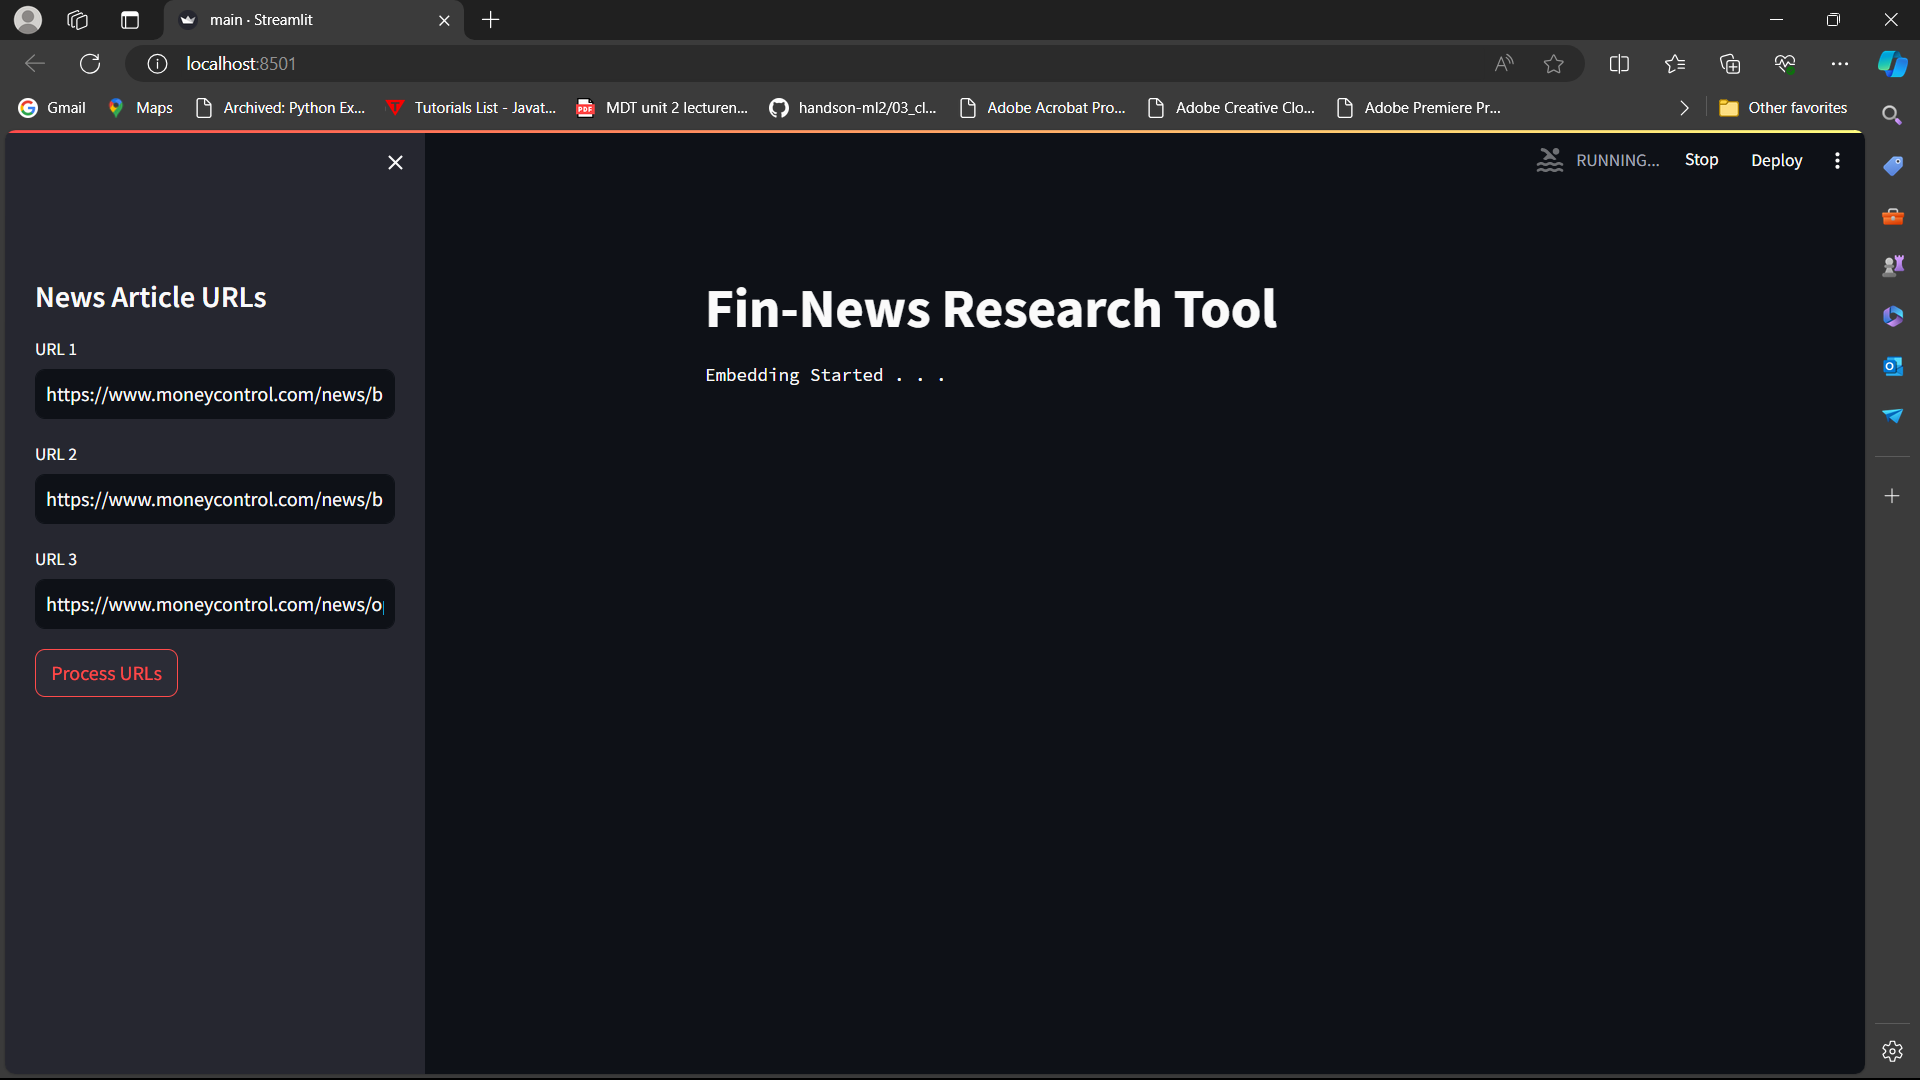 main · Streamlit
localhost:8501
Gmail
Maps
Archived: Python Ex...
Tutorials List - Javat...
MDT unit 2 lecturen...
handson-ml2/03_cl...
Adobe Acrobat Pro...
Adobe Creative Clo...
Adobe Premiere Pr...
Other favorites
RUNNING...
Stop
Deploy
News Article URLs
URL 1
https://www.moneycontrol.com/news/b
URL 2
https://www.moneycontrol.com/news/b
URL 3
https://www.moneycontrol.com/news/o
Process URLs
Fin-News Research Tool
Embedding Started . . .